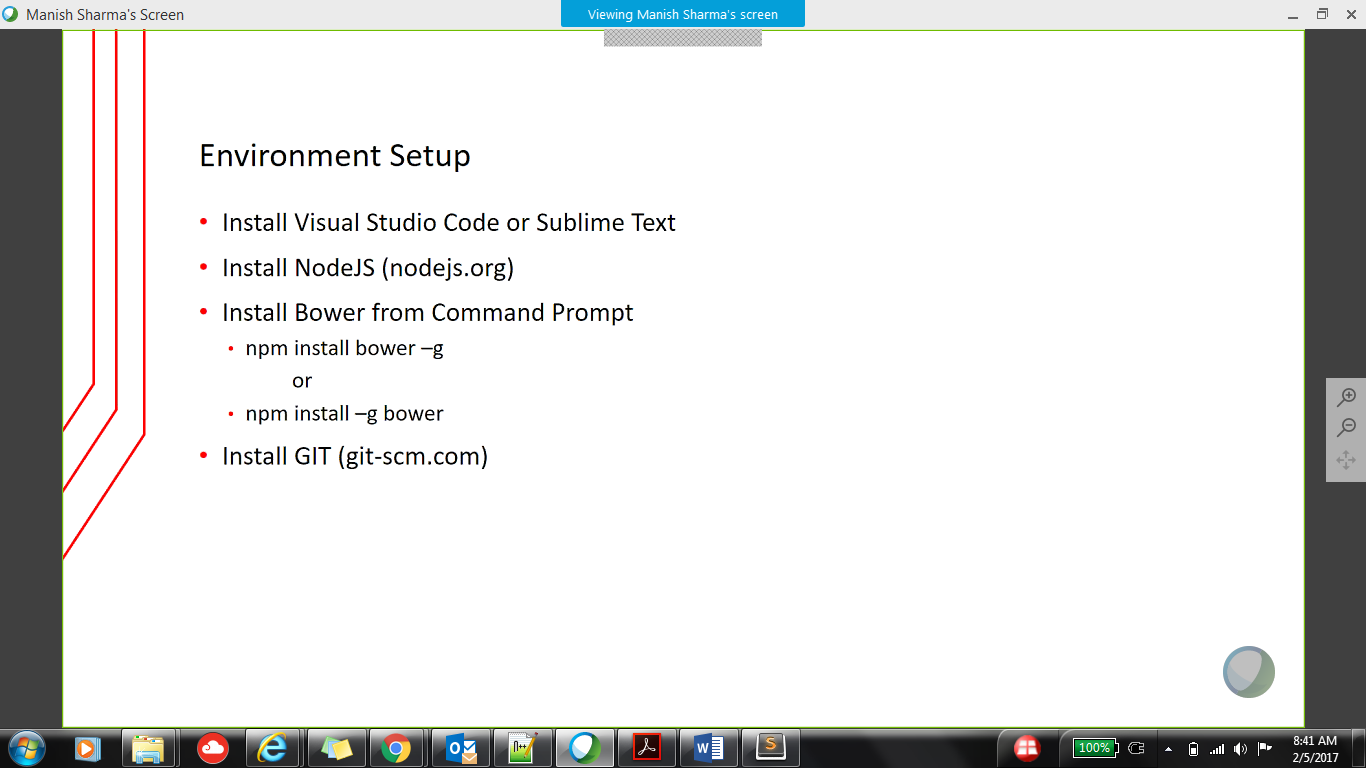 Manish Sharma's Screen
Viewing Manish Sharma's screen
Environment Setup
• Install Visual Studio Code or Sublime Text
• Install NodeJS (nodejs.org)
• Install Bower from Command Prompt
• npm install bower –g
or
• npm install –g bower
• Install GIT (git-scm.com)
100%
8:41 AM
2/5/2017